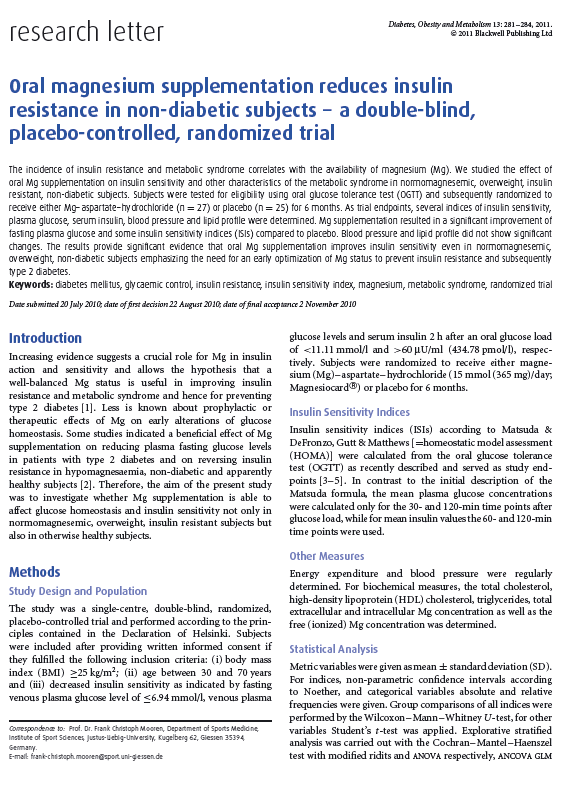 research letter
Diabetes, Obesity and Metabolism 13: 281–284, 2011.
© 2011 Blackwell Publishing Ltd
Oral magnesium supplementation reduces insulin
resistance in non-diabetic subjects – a double-blind,
placebo-controlled, randomized trial
The incidence of insulin resistance and metabolic syndrome correlates with the availability of magnesium (Mg). We studied the effect of
oral Mg supplementation on insulin sensitivity and other characteristics of the metabolic syndrome in normomagnesemic, overweight, insulin
resistant, non-diabetic subjects. Subjects were tested for eligibility using oral glucose tolerance test (OGTT) and subsequently randomized to
receive either Mg–aspartate–hydrochloride (n = 27) or placebo (n = 25) for 6 months. As trial endpoints, several indices of insulin sensitivity,
plasma glucose, serum insulin, blood pressure and lipid profile were determined. Mg supplementation resulted in a significant improvement of
fasting plasma glucose and some insulin sensitivity indices (ISIs) compared to placebo. Blood pressure and lipid profile did not show significant
changes. The results provide significant evidence that oral Mg supplementation improves insulin sensitivity even in normomagnesemic,
overweight, non-diabetic subjects emphasizing the need for an early optimization of Mg status to prevent insulin resistance and subsequently
type 2 diabetes.
Keywords: diabetes mellitus, glycaemic control, insulin resistance, insulin sensitivity index, magnesium, metabolic syndrome, randomized trial
Date submitted 20 July 2010; date of first decision 22 August 2010; date of final acceptance 2 November 2010
Introduction
Increasing evidence suggests a crucial role for Mg in insulin
action and sensitivity and allows the hypothesis that a
well-balanced Mg status is useful in improving insulin
resistance and metabolic syndrome and hence for preventing
type 2 diabetes [1]. Less is known about prophylactic or
therapeutic effects of Mg on early alterations of glucose
homeostasis. Some studies indicated a beneficial effect of Mg
supplementation on reducing plasma fasting glucose levels
in patients with type 2 diabetes and on reversing insulin
resistance in hypomagnesaemia, non-diabetic and apparently
healthy subjects [2]. Therefore, the aim of the present study
was to investigate whether Mg supplementation is able to
affect glucose homeostasis and insulin sensitivity not only in
normomagnesemic, overweight, insulin resistant subjects but
also in otherwise healthy subjects.
Methods
Study Design and Population
The study was a single-centre, double-blind, randomized,
placebo-controlled trial and performed according to the prin-
ciples contained in the Declaration of Helsinki. Subjects
were included after providing written informed consent if
they fulfilled the following inclusion criteria: (i) body mass
index (BMI) ≥25 kg/m²; (ii) age between 30 and 70 years
and (iii) decreased insulin sensitivity as indicated by fasting
venous plasma glucose level of ≤6.94 mmol/l, venous plasma
Correspondence to: Prof. Dr. Frank Christoph Mooren, Department of Sports Medicine,
Institute of Sport Sciences, Justus-Liebig-University, Kugelberg 62, Giessen 35394,
Germany.
E-mail: frank-christoph.mooren@sport.uni-giessen.de
glucose levels and serum insulin 2 h after an oral glucose load
of <11.11 mmol/l and >60 μU/ml (434.78 pmol/l), respec-
tively. Subjects were randomized to receive either magne-
sium (Mg)–aspartate–hydrochloride (15 mmol (365 mg)/day;
Magnesiocard®) or placebo for 6 months.
Insulin Sensitivity Indices
Insulin sensitivity indices (ISIs) according to Matsuda &
DeFronzo, Gutt & Matthews [=homeostatic model assessment
(HOMA)] were calculated from the oral glucose tolerance
test (OGTT) as recently described and served as study end-
points [3–5]. In contrast to the initial description of the
Matsuda formula, the mean plasma glucose concentrations
were calculated only for the 30- and 120-min time points after
glucose load, while for mean insulin values the 60- and 120-min
time points were used.
Other Measures
Energy expenditure and blood pressure were regularly
determined. For biochemical measures, the total cholesterol,
high-density lipoprotein (HDL) cholesterol, triglycerides, total
extracellular and intracellular Mg concentration as well as the
free (ionized) Mg concentration was determined.
Statistical Analysis
Metric variables were given as mean ± standard deviation (SD).
For indices, non-parametric confidence intervals according
to Noether, and categorical variables absolute and relative
frequencies were given. Group comparisons of all indices were
performed by the Wilcoxon–Mann–Whitney U-test, for other
variables Student's t-test was applied. Explorative stratified
analysis was carried out with the Cochran–Mantel–Haenszel
test with modified ridits and ANOVA respectively, ANCOVA GLM